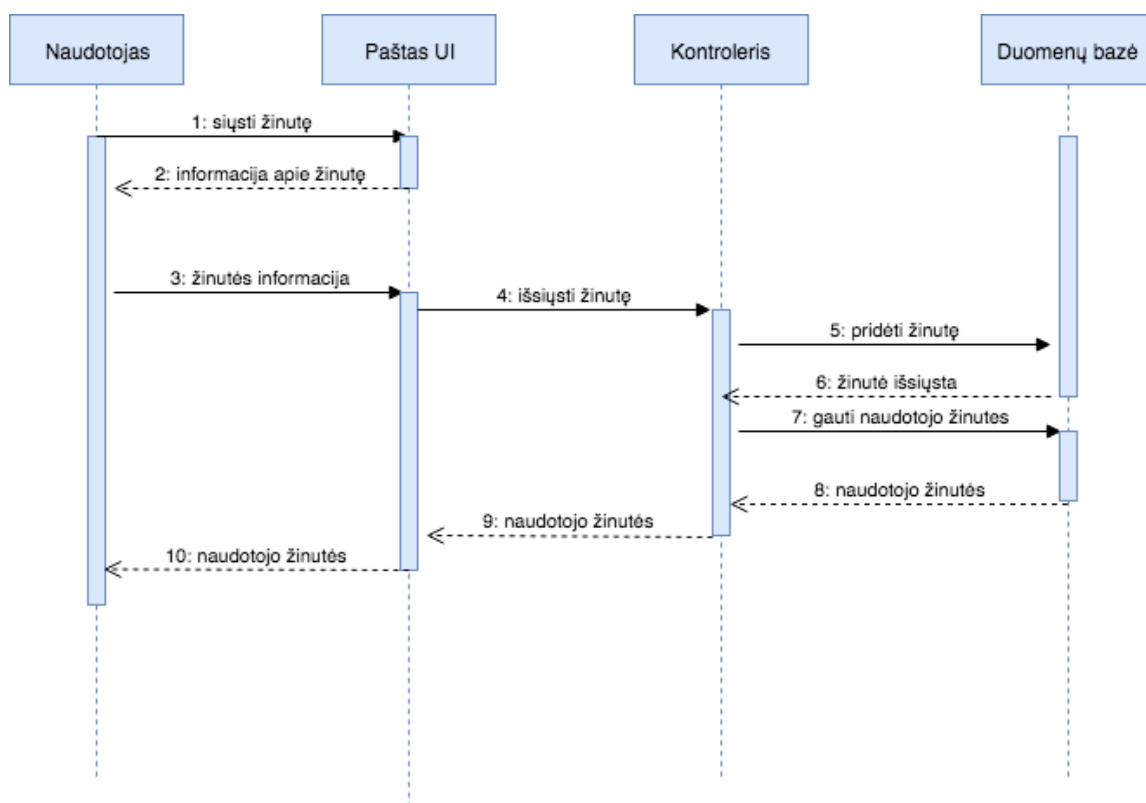 Naudotojas
Paštas UI
Kontroleris
Duomenų bazė
1: siųsti žinutę
2: informacija apie žinutę
3: žinutės informacija
4: išsiųsti žinutę
5: pridėti žinutę
6: žinutė išsiųsta
7: gauti naudotojo žinutes
8: naudotojo žinutės
9: naudotojo žinutės
10: naudotojo žinutės